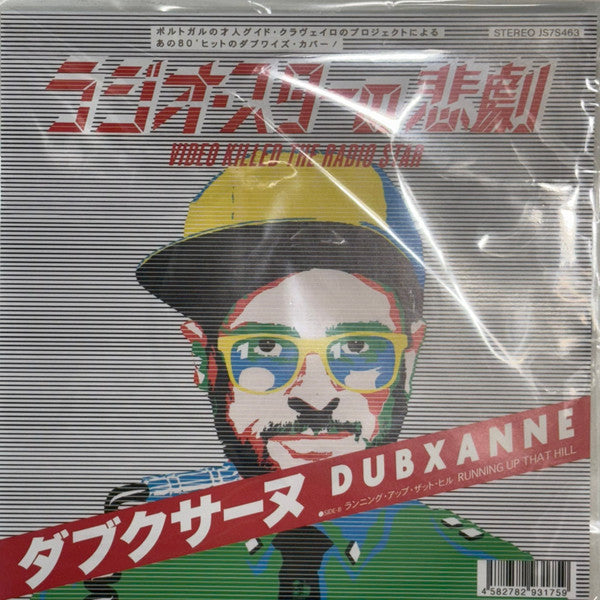 ポルトガルの才人グイド・クラヴェイロのプロジェクトによる
あの80'ヒットのダブワイズ・カバー!
STEREO JS7S463
ラジオ・スターの悲劇
VIDEO KILLED THE RADIO STAR
ダブクサーヌ DUBXANNE
●SIDE-B ランニング・アップ・ザット・ヒル RUNNING UP THAT HILL
4 582782 931759